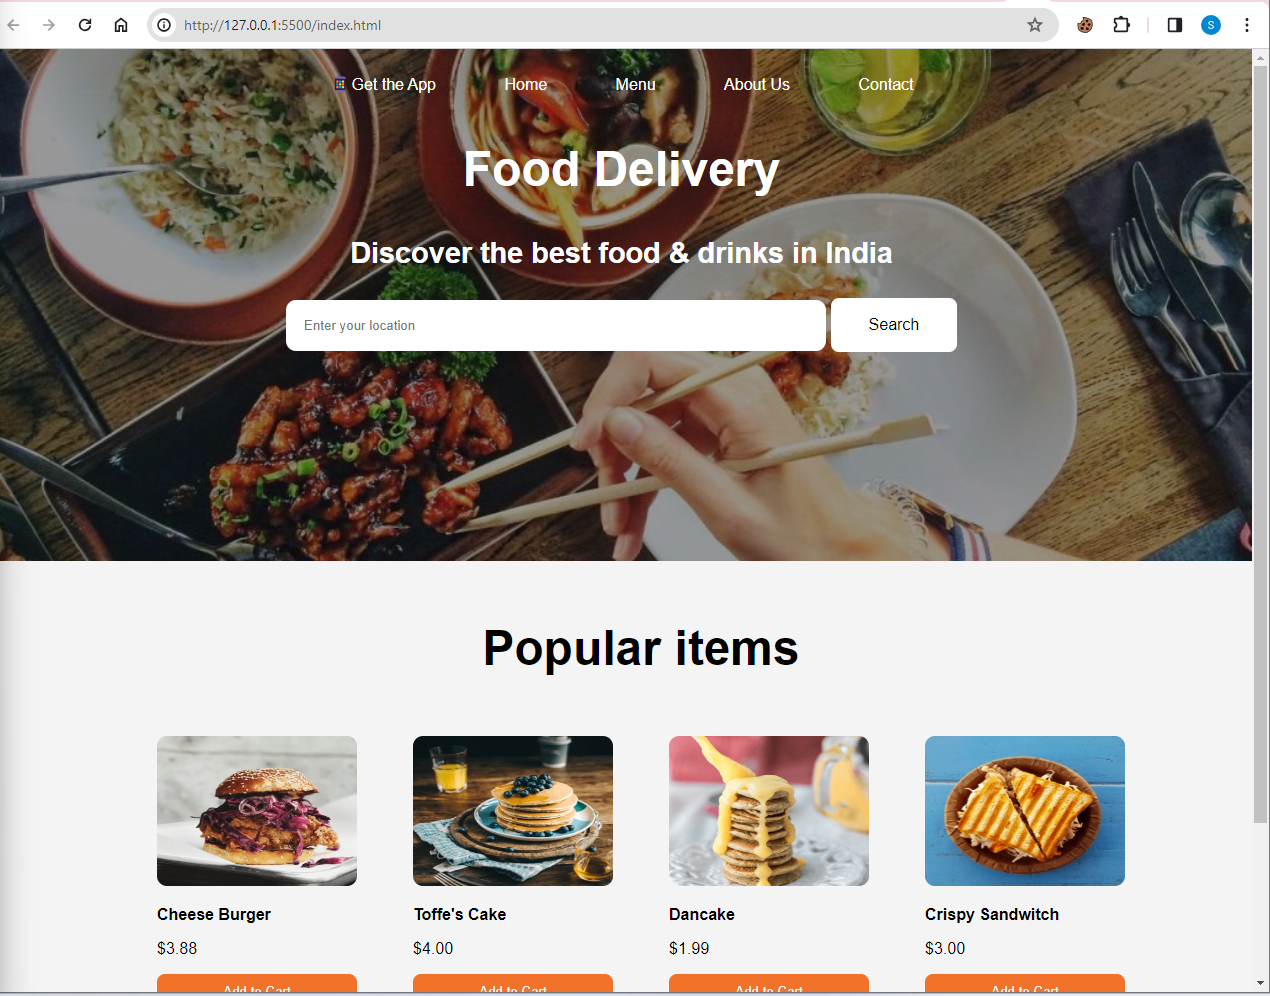 http://127.0.0.1:5500/index.html
S
Get the App Home Menu About Us Contact
Food Delivery
Discover the best food & drinks in India
Enter your location Search
Popular items
Cheese Burger Toffe's Cake Dancake Crispy Sandwitch
$3.88 $4.00 $1.99 $3.00
Add to Cart Add to Cart Add to Cart Add to Cart